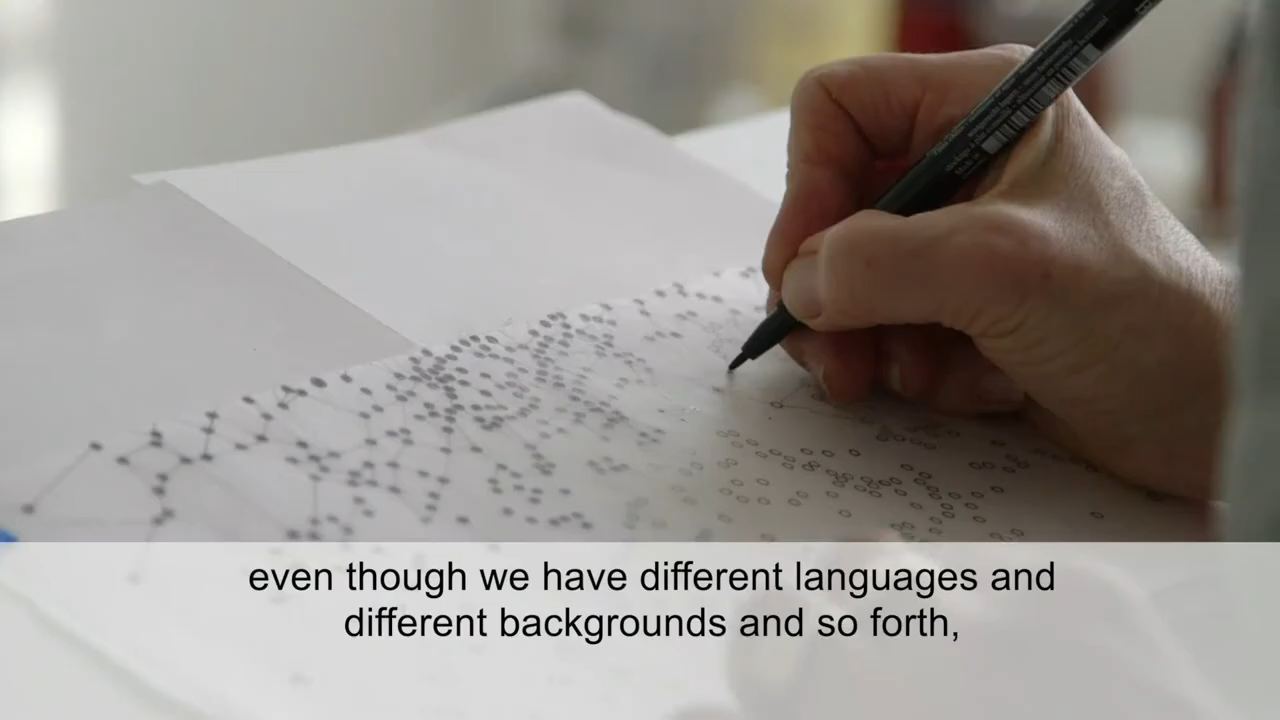 even though we have different languages and
different backgrounds and so forth,